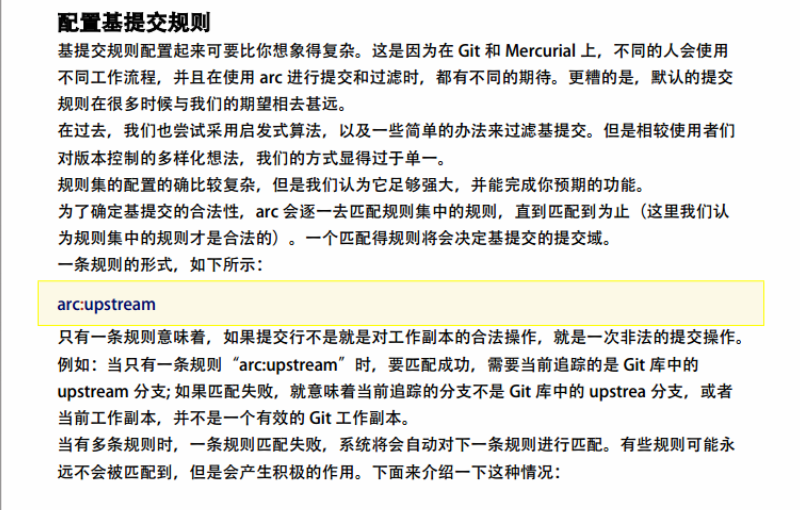 配置基提交规则
基提交规则配置起来可要比你想象得复杂。这是因为在 Git 和 Mercurial 上，不同的人会使用
不同工作流程，并且在使用 arc 进行提交和过滤时，都有不同的期待。更糟的是，默认的提交
规则在很多时候与我们的期望相去甚远。
在过去，我们也尝试采用启发式算法，以及一些简单的办法来过滤基提交。但是相较使用者们
对版本控制的多样化想法，我们的方式显得过于单一。
规则集的配置的确比较复杂，但是我们认为它足够强大，并能完成你预期的功能。
为了确定基提交的合法性，arc 会逐一去匹配规则集中的规则，直到匹配到为止（这里我们认
为规则集中的规则才是合法的）。一个匹配得规则将会决定基提交的提交域。
一条规则的形式，如下所示：
arc:upstream
只有一条规则意味着，如果提交行不是就是对工作副本的合法操作，就是一次非法的提交操作。
例如：当只有一条规则“arc:upstream”时，要匹配成功，需要当前追踪的是 Git 库中的
upstream 分支; 如果匹配失败，就意味着当前追踪的分支不是 Git 库中的 upstrea 分支，或者
当前工作副本，并不是一个有效的 Git 工作副本。
当有多条规则时，一条规则匹配失败，系统将会自动对下一条规则进行匹配。有些规则可能永
远不会被匹配到，但是会产生积极的作用。下面来介绍一下这种情况：